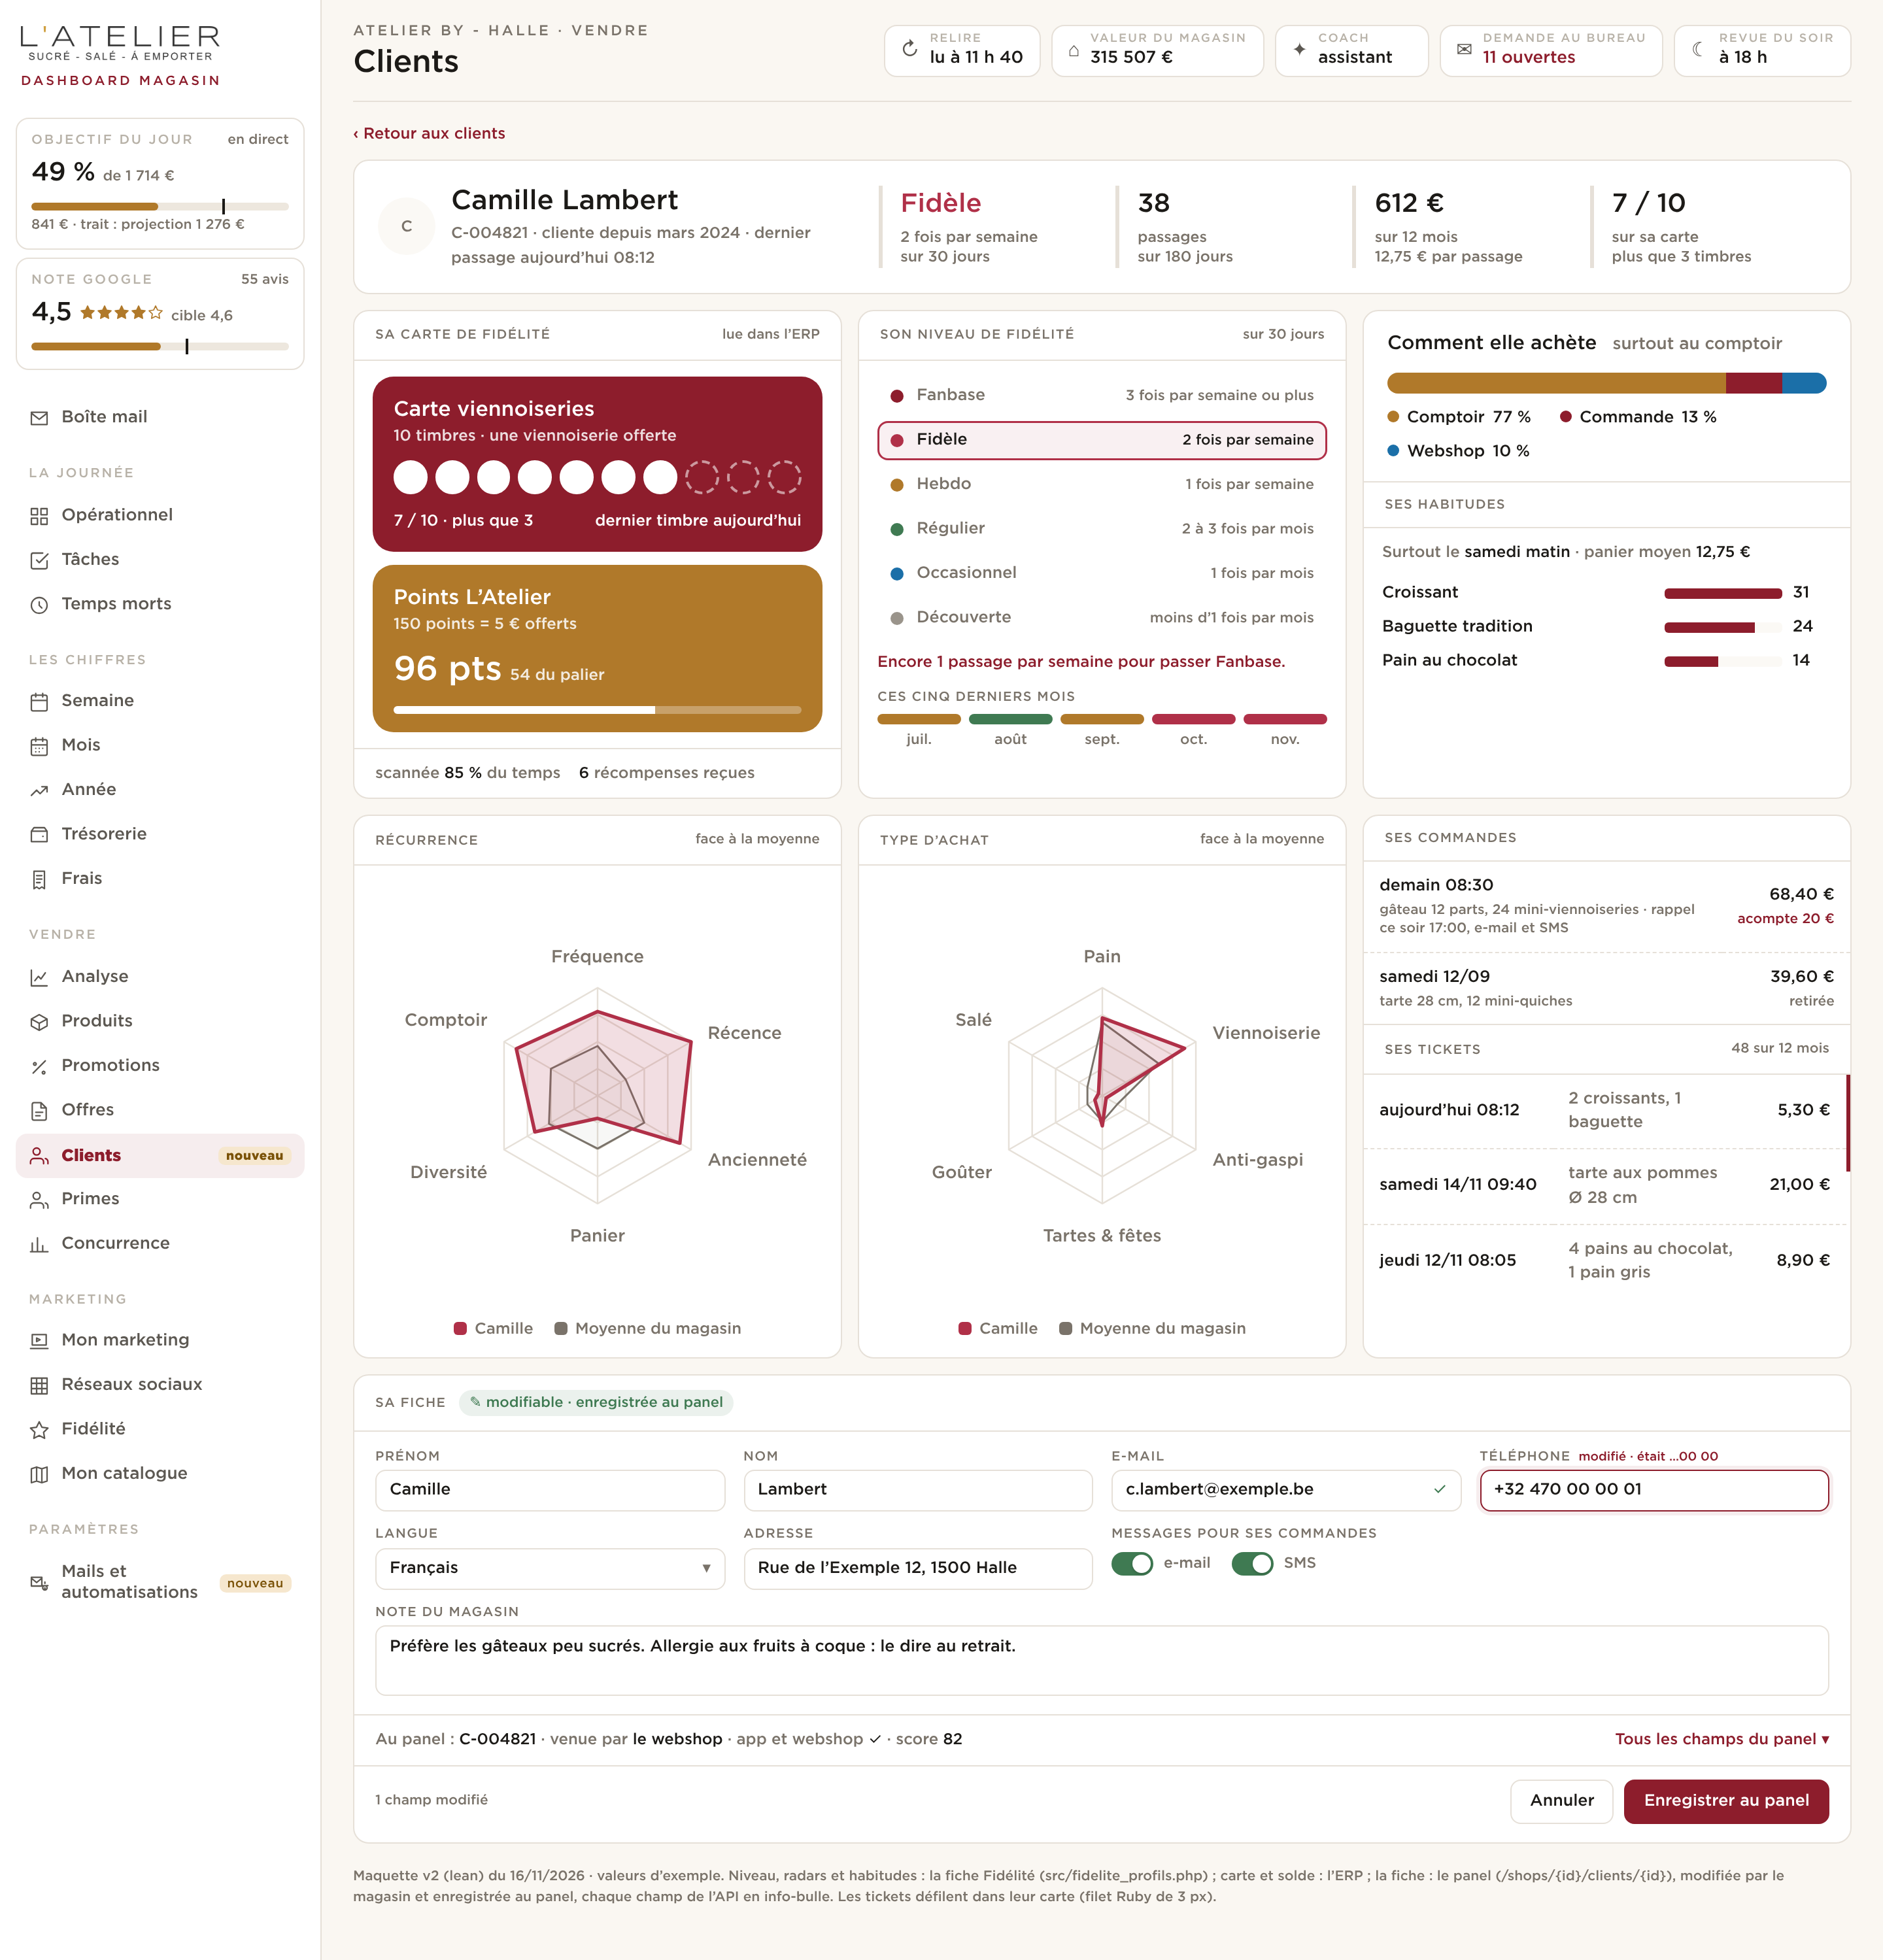 L'ATELIER
SUCRÉ - SALÉ - Á EMPORTER
DASHBOARD MAGASIN
OBJECTIF DU JOUR en direct
49 % de 1 714 €
841 € · trait : projection 1 276 €
NOTE GOOGLE 55 avis
4,5 ★★★★☆ cible 4,6
Boîte mail
LA JOURNÉE
Opérationnel
Tâches
Temps morts
LES CHIFFRES
Semaine
Mois
Année
Trésorerie
Frais
VENDRE
Analyse
Produits
Promotions
Offres
Clients nouveau
Primes
Concurrence
MARKETING
Mon marketing
Réseaux sociaux
Fidélité
Mon catalogue
PARAMÈTRES
Mails et
automatisations nouveau
ATELIER BY - HALLE · VENDRE
Clients
RELIRE
lu à 11 h 40
VALEUR DU MAGASIN
315 507 €
COACH
assistant
DEMANDE AU BUREAU
11 ouvertes
REVUE DU SOIR
à 18 h
‹ Retour aux clients
C
Camille Lambert
C-004821 · cliente depuis mars 2024 · dernier
passage aujourd’hui 08:12
Fidèle
2 fois par semaine
sur 30 jours
38
passages
sur 180 jours
612 €
sur 12 mois
12,75 € par passage
7 / 10
sur sa carte
plus que 3 timbres
SA CARTE DE FIDÉLITÉ lue dans l’ERP
Carte viennoiseries
10 timbres · une viennoiserie offerte
7 / 10 · plus que 3 dernier timbre aujourd’hui
Points L’Atelier
150 points = 5 € offerts
96 pts 54 du palier
scannée 85 % du temps 6 récompenses reçues
SON NIVEAU DE FIDÉLITÉ sur 30 jours
Fanbase 3 fois par semaine ou plus
Fidèle 2 fois par semaine
Hebdo 1 fois par semaine
Régulier 2 à 3 fois par mois
Occasionnel 1 fois par mois
Découverte moins d’1 fois par mois
Encore 1 passage par semaine pour passer Fanbase.
CES CINQ DERNIERS MOIS
juil. août sept. oct. nov.
Comment elle achète surtout au comptoir
Comptoir 77 % Commande 13 %
Webshop 10 %
SES HABITUDES
Surtout le samedi matin · panier moyen 12,75 €
Croissant 31
Baguette tradition 24
Pain au chocolat 14
RÉCURRENCE face à la moyenne
Fréquence
Comptoir
Récence
Diversité
Ancienneté
Panier
Camille Moyenne du magasin
TYPE D’ACHAT face à la moyenne
Pain
Salé
Viennoiserie
Goûter
Anti-gaspi
Tartes & fêtes
Camille Moyenne du magasin
SES COMMANDES
demain 08:30 68,40 €
gâteau 12 parts, 24 mini-viennoiseries · rappel acompte 20 €
ce soir 17:00, e-mail et SMS
samedi 12/09 39,60 €
tarte 28 cm, 12 mini-quiches retirée
SES TICKETS 48 sur 12 mois
aujourd’hui 08:12 2 croissants, 1 5,30 €
baguette
samedi 14/11 09:40 tarte aux pommes 21,00 €
Ø 28 cm
jeudi 12/11 08:05 4 pains au chocolat, 8,90 €
1 pain gris
SA FICHE ✎ modifiable · enregistrée au panel
PRÉNOM NOM E-MAIL TÉLÉPHONE modifié · était …00 00
Camille Lambert c.lambert@exemple.be ✓ +32 470 00 00 01
LANGUE ADRESSE MESSAGES POUR SES COMMANDES
Français ▾ Rue de l’Exemple 12, 1500 Halle e-mail SMS
NOTE DU MAGASIN
Préfère les gâteaux peu sucrés. Allergie aux fruits à coque : le dire au retrait.
Au panel : C-004821 · venue par le webshop · app et webshop ✓ · score 82 Tous les champs du panel ▾
1 champ modifié Annuler Enregistrer au panel
Maquette v2 (lean) du 16/11/2026 · valeurs d’exemple. Niveau, radars et habitudes : la fiche Fidélité (src/fidelite_profils.php) ; carte et solde : l’ERP ; la fiche : le panel (/shops/{id}/clients/{id}), modifiée par le
magasin et enregistrée au panel, chaque champ de l’API en info-bulle. Les tickets défilent dans leur carte (filet Ruby de 3 px).